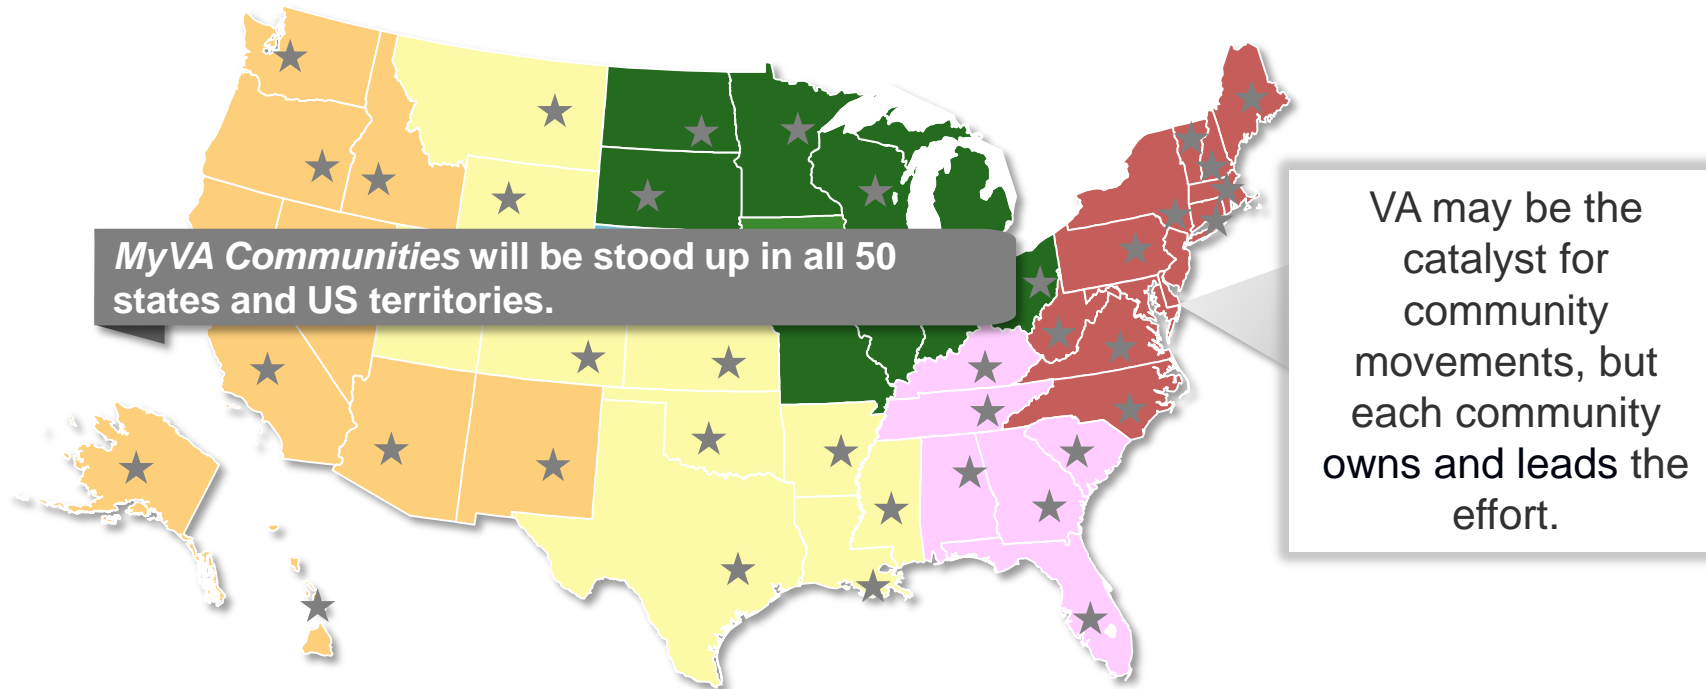 MyVA Communities will be stood up in all 50
states and US territories.
VA may be the
catalyst for
community
movements, but
each community
owns and leads the
effort.